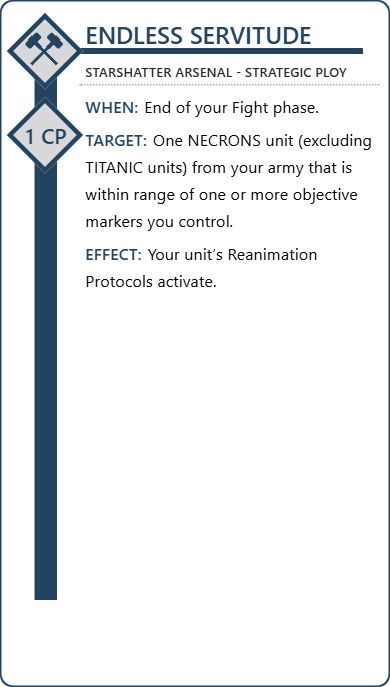 ENDLESS SERVITUDE
STARSHATTER ARSENAL - STRATEGIC PLOY
1 CP
WHEN: End of your Fight phase.
TARGET: One NECRONS unit (excluding
TITANIC units) from your army that is
within range of one or more objective
markers you control.
EFFECT: Your unit's Reanimation
Protocols activate.